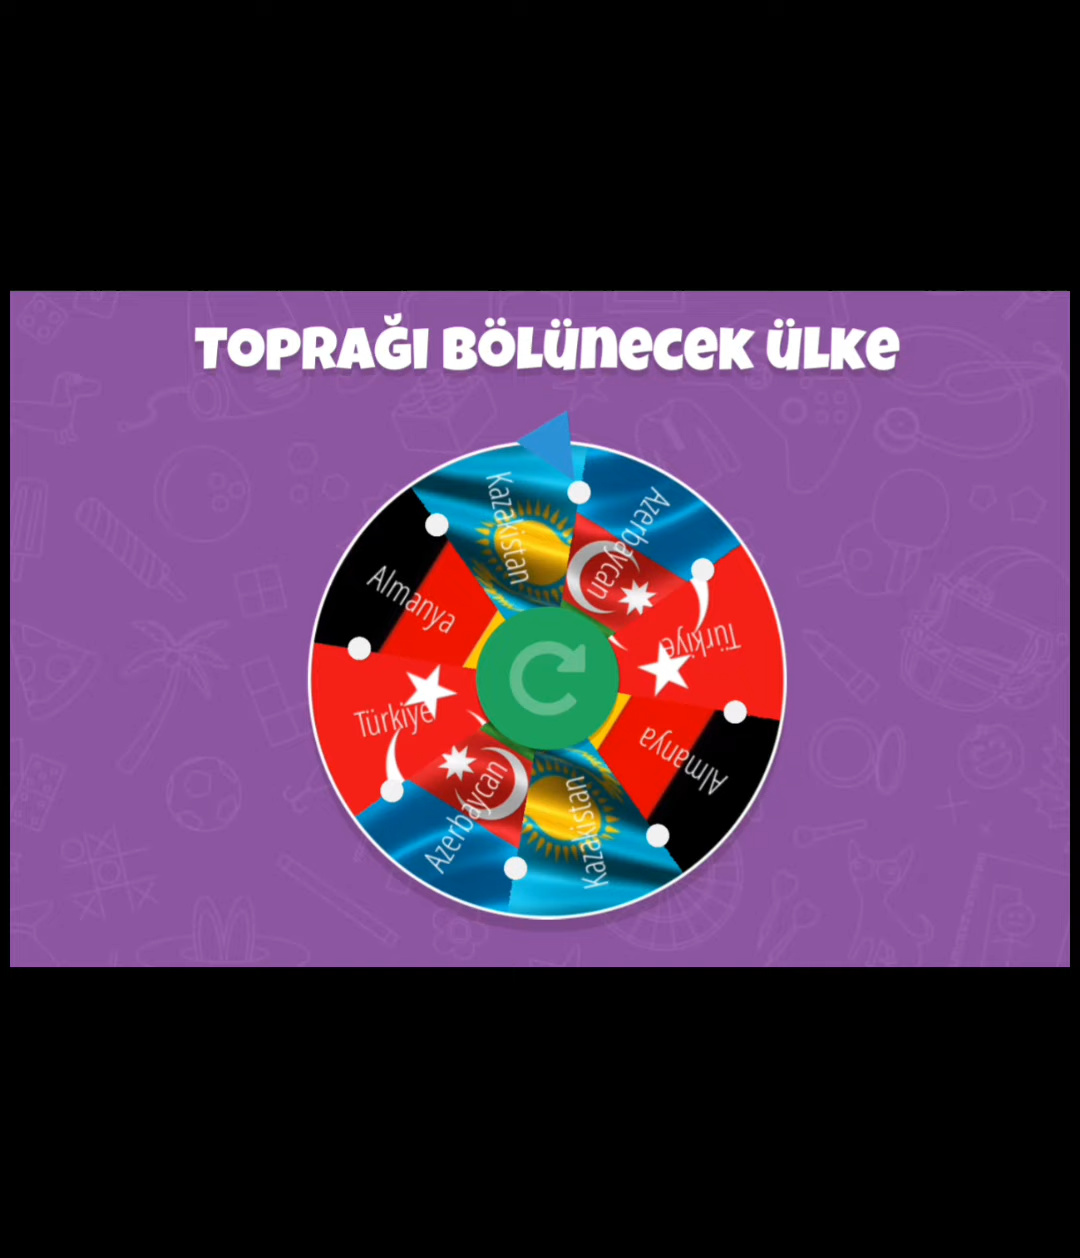 TOPRAĞI BÖLÜNECEK ÜLKE
Kazakistan
Azerbaycan
Almanya
Türkiye
Türkiye
Almanya
Azerbaycan
Kazakistan